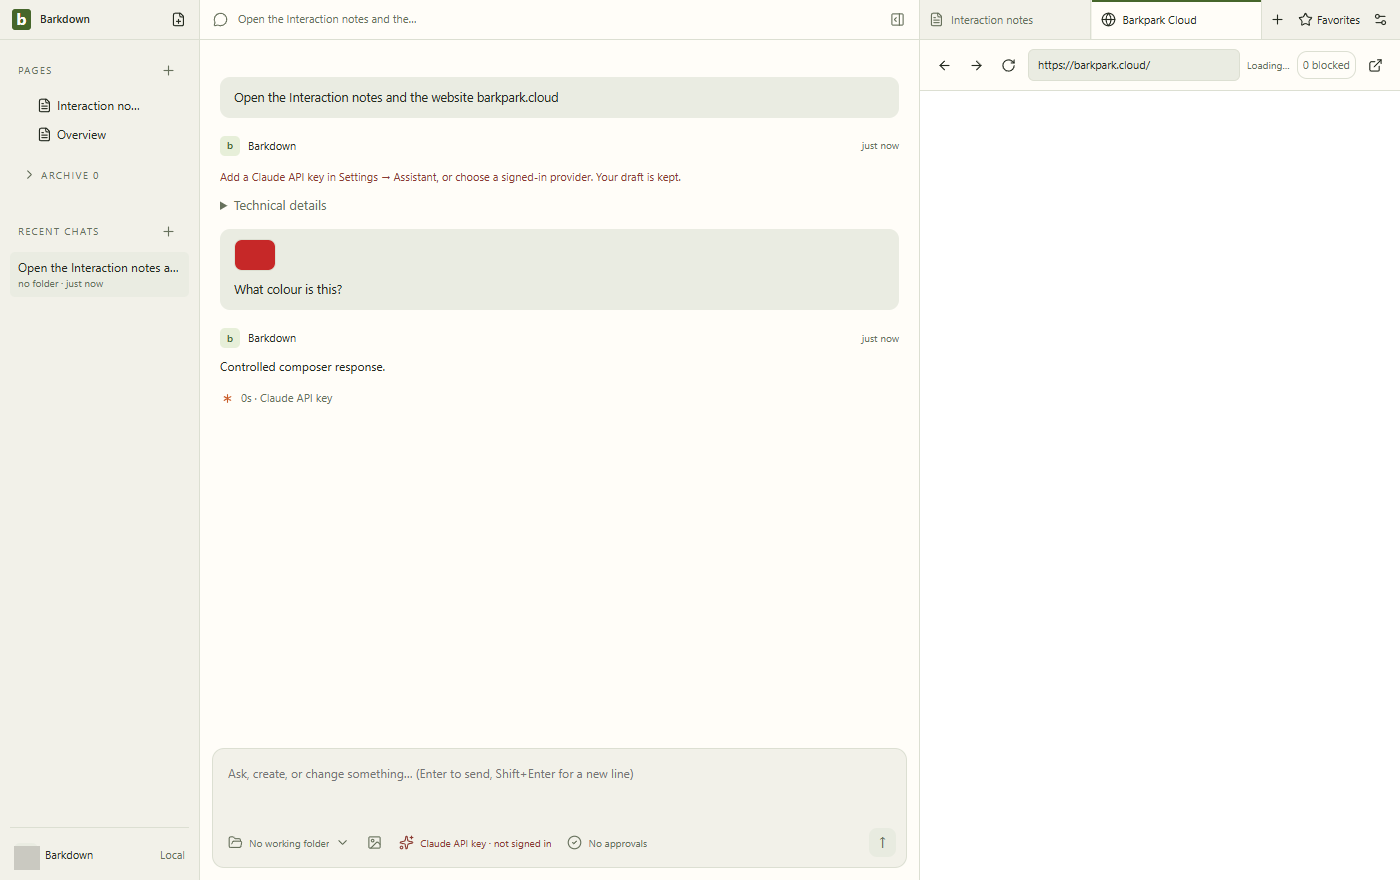 b Barkdown
PAGES
Interaction no...
Overview
ARCHIVE 0
RECENT CHATS
Open the Interaction notes a...
no folder · just now
Barkdown Local
Open the Interaction notes and the...
Open the Interaction notes and the website barkpark.cloud
b Barkdown just now
Add a Claude API key in Settings → Assistant, or choose a signed-in provider. Your draft is kept.
Technical details
What colour is this?
b Barkdown just now
Controlled composer response.
0s · Claude API key
Ask, create, or change something... (Enter to send, Shift+Enter for a new line)
No working folder Claude API key · not signed in No approvals
Interaction notes Barkpark Cloud Favorites
https://barkpark.cloud/ Loading... 0 blocked